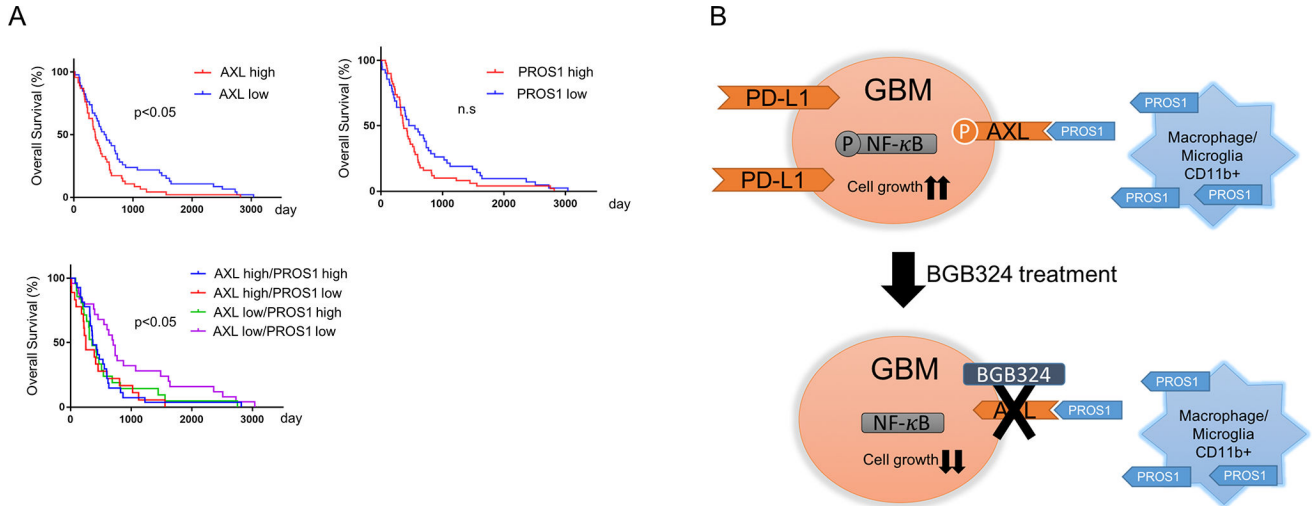 A
Overall Survival (%)
100
50
0
0
1000
2000
3000
day
AXL high
AXL low
p<0.05
Overall Survival (%)
100
50
0
0
1000
2000
3000
day
PROS1 high
PROS1 low
n.s
Overall Survival (%)
100
50
0
0
1000
2000
3000
day
AXL high/PROS1 high
AXL high/PROS1 low
AXL low/PROS1 high
AXL low/PROS1 low
p<0.05
B
GBM
PD-L1
PD-L1
P
NF-κB
Cell growth
P
AXL
PROS1
PROS1
Macrophage/
Microglia
CD11b+
PROS1
PROS1
BGB324 treatment
GBM
BGB324
AXL
PROS1
NF-κB
Cell growth
PROS1
Macrophage/
Microglia
CD11b+
PROS1
PROS1